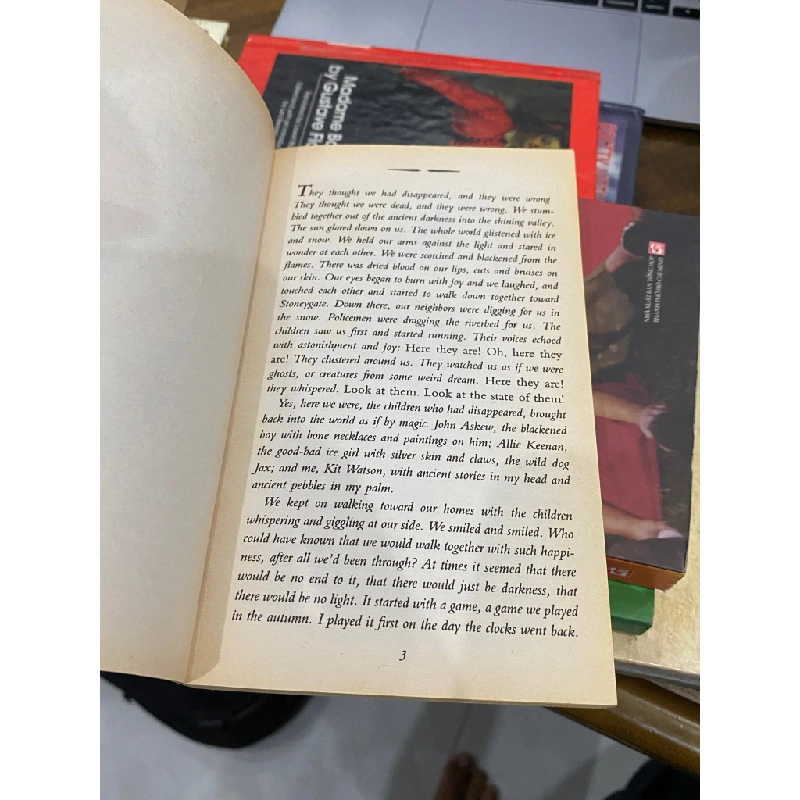 Madame Bo
by Gustave Fl
They thought we had disappeared, and they were wrong.
They thought we were dead, and they were wrong. We stum-
bled together out of the ancient darkness into the shining valley.
The sun glared down on us. The whole world glistened with ice
and snow. We held our arms against the light and stared in
wonder at each other. We were scorched and blackened from the
flames. There was dried blood on our lips, cuts and bruises on
our skin. Our eyes began to burn with joy and we laughed, and
touched each other and started to walk down together toward
Stoneygate. Down there, our neighbors were digging for us in
the snow. Policemen were dragging the riverbed for us. The
children saw us first and started running. Their voices echoed
with astonishment and joy: Here they are! Oh, here they
are! They clustered around us. They watched us as if we were
ghosts, or creatures from some weird dream. Here they are!
they whispered. Look at them. Look at the state of them!
Yes, here we were, the children who had disappeared, brought
back into the world as if by magic. John Askew, the blackened
boy with bone necklaces and paintings on him; Allie Keenan,
the good-bad ice girl with silver skin and claws, the wild dog
Jax; and me, Kit Watson, with ancient stories in my head and
ancient pebbles in my palm.
We kept on walking toward our homes with the children
whispering and giggling at our side. We smiled and smiled. Who
could have known that we would walk together with such happi-
ness, after all we'd been through? At times it seemed that there
would be no end to it, that there would just be darkness, that
there would be no light. It started with a game, a game we played
in the autumn. I played it first on the day the clocks went back.
3
NHÀ XUẤT BẢN TỔNG HỢP
THÀNH PHỐ HỒ CHÍ MINH